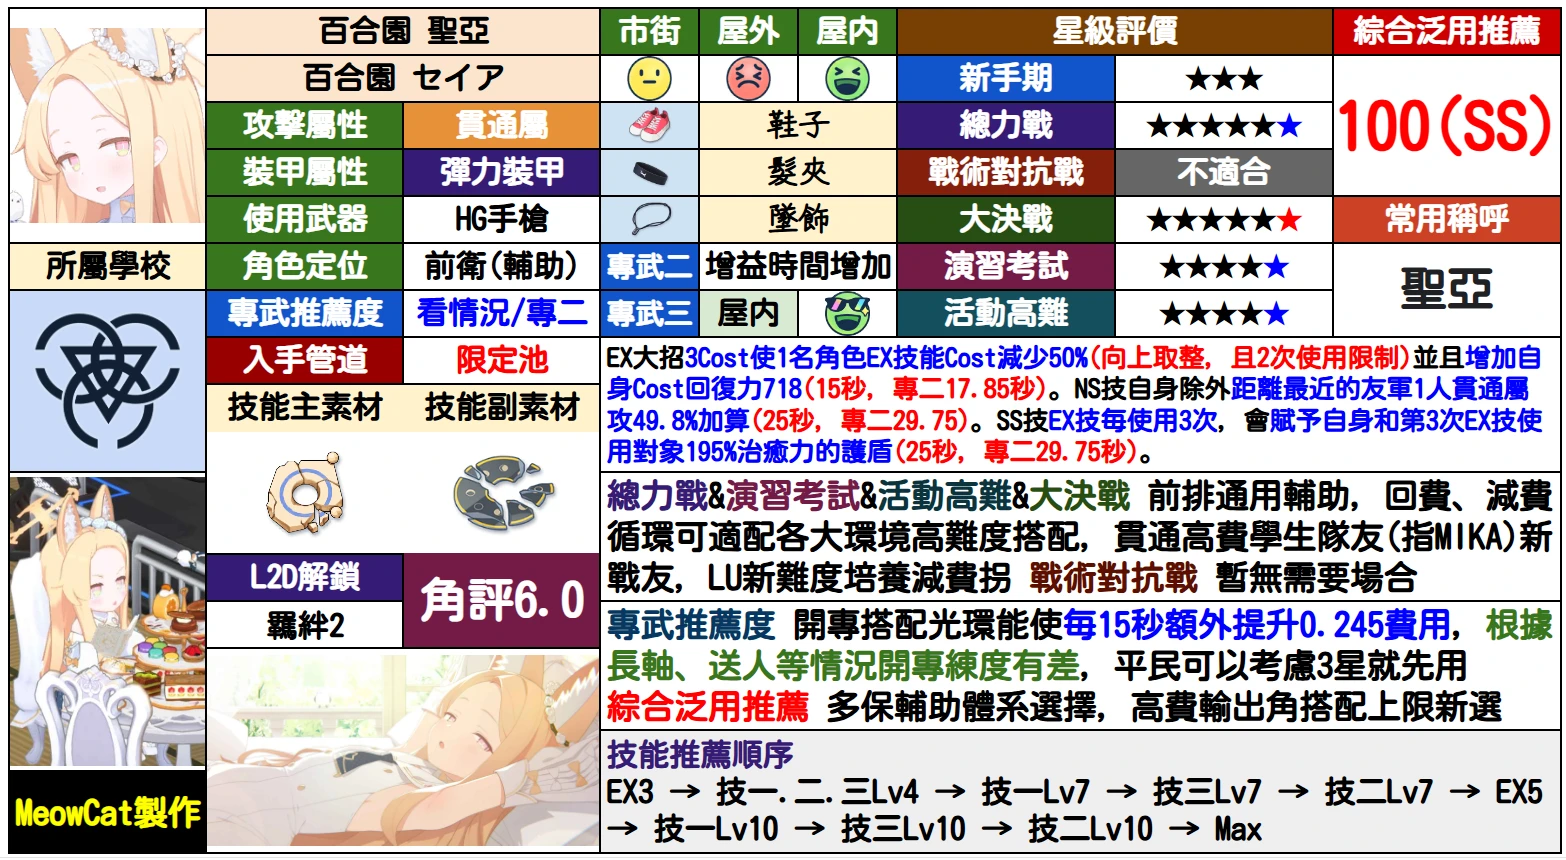 百合園 聖亞
百合園 セイア
市街 屋外 屋內
星級評價
綜合泛用推薦
新手期 ★★★
100(SS)
攻擊屬性 貫通屬
鞋子
總力戰 ★★★★★★
裝甲屬性 彈力裝甲
髮夾
戰術對抗戰 不適合
使用武器 HG手槍
墜飾
大決戰 ★★★★★★
常用稱呼
所屬學校
角色定位 前衛(輔助)
專武二 增益時間增加
演習考試 ★★★★★
聖亞
專武推薦度 看情況/專二
專武三 屋內
活動高難 ★★★★★
入手管道 限定池
技能主素材 技能副素材
L2D解鎖
羈絆2
角評6.0
MeowCat製作
EX大招3Cost使1名角色EX技能Cost減少50%(向上取整, 且2次使用限制)並且增加自
身Cost回復力718(15秒, 專二17.85秒)。NS技自身除外距離最近的友軍1人貫通屬
攻49.8%加算(25秒, 專二29.75)。SS技EX技每使用3次, 會賦予自身和第3次EX技使
用對象195%治癒力的護盾(25秒, 專二29.75秒)。
總力戰&演習考試&活動高難&大決戰 前排通用輔助, 回費、減費
循環可適配各大環境高難度搭配, 貫通高費學生隊友(指MIKA)新
戰友, LU新難度培養減費拐 戰術對抗戰 暫無需要場合
專武推薦度 開專搭配光環能使每15秒額外提升0.245費用, 根據
長軸、送人等情況開專練度有差, 平民可以考慮3星就先用
綜合泛用推薦 多保輔助體系選擇, 高費輸出角搭配上限新選
技能推薦順序
EX3 → 技一.二.三Lv4 → 技一Lv7 → 技三Lv7 → 技二Lv7 → EX5
→ 技一Lv10 → 技三Lv10 → 技二Lv10 → Max